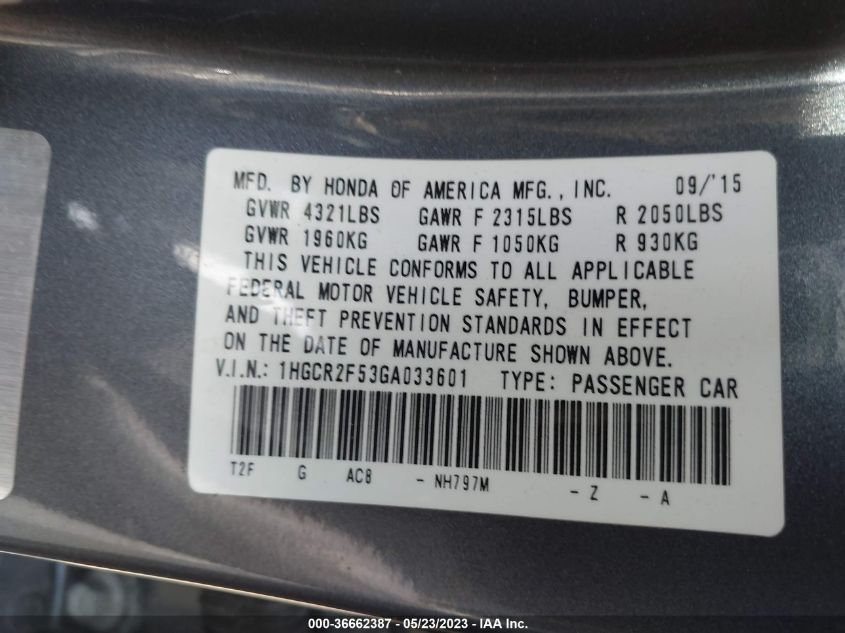 MFD. BY HONDA OF AMERICA MFG., INC. 09/'15
GVWR 4321LBS GAWR F 2315LBS R 2050LBS
GVWR 1960KG GAWR F 1050KG R 930KG
THIS VEHICLE CONFORMS TO ALL APPLICABLE
FEDERAL MOTOR VEHICLE SAFETY, BUMPER,
AND THEFT PREVENTION STANDARDS IN EFFECT
ON THE DATE OF MANUFACTURE SHOWN ABOVE.
V.I.N.: 1HGCR2F53GA033601 TYPE: PASSENGER CAR
T2F G AC8 - NH797M - Z - A
000-36662387 - 05/23/2023 - IAA Inc.